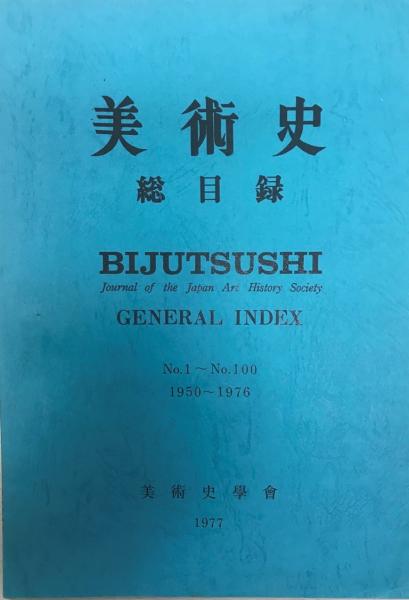 美術史
総目録
BIJUTSUSHI
Journal of the Japan Art History Society
GENERAL INDEX
No.1～No.100
1950～1976
美術史學會
1977